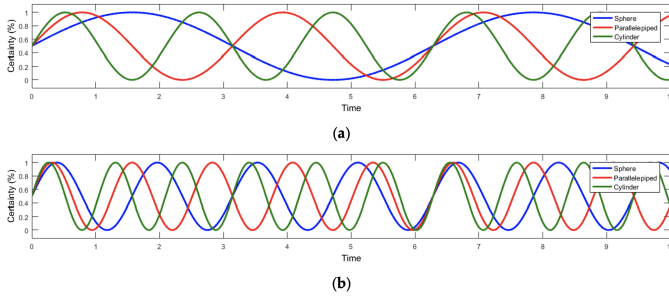 1
0.8
0.6
0.4
0.2
0
Certainty (%)
0 1 2 3 4 5 6 7 8 9 10
Time
Sphere
Parallelepiped
Cylinder
(a)
1
0.8
0.6
0.4
0.2
0
Certainty (%)
0 1 2 3 4 5 6 7 8 9 10
Time
Sphere
Parallelepiped
Cylinder
(b)